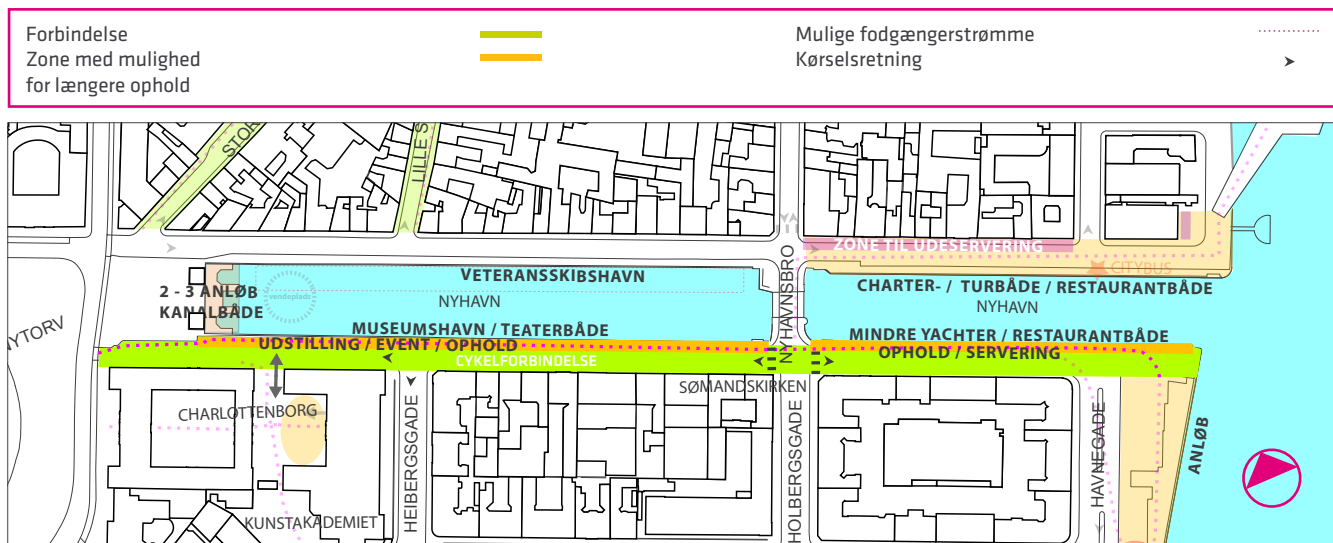 Forbindelse
Zone med mulighed
for længere ophold
Mulige fodgængerstrømme
Kørselsretning
STOR
LILLE S
ZONE TIL UDESERVERING
VETERANSSKIBSHAVN
CITYBUS
2 - 3 ANLØB
KANALBÅDE
vendeplads
NYHAVN
CHARTER- / TURBÅDE / RESTAURANTBÅDE
NYHAVN
NYHAVNSBRO
NYTORV
MUSEUMSHAVN / TEATERBÅDE
UDSTILLING / EVENT / OPHOLD
MINDRE YACHTER / RESTAURANTBÅDE
OPHOLD / SERVERING
CYKELFORBINDELSE
SØMANDSKIRKEN
CHARLOTTENBORG
HEIBERGSGADE
HOLBERGSGADE
HAVNEGADE
ANLØB
KUNSTAKADEMIET